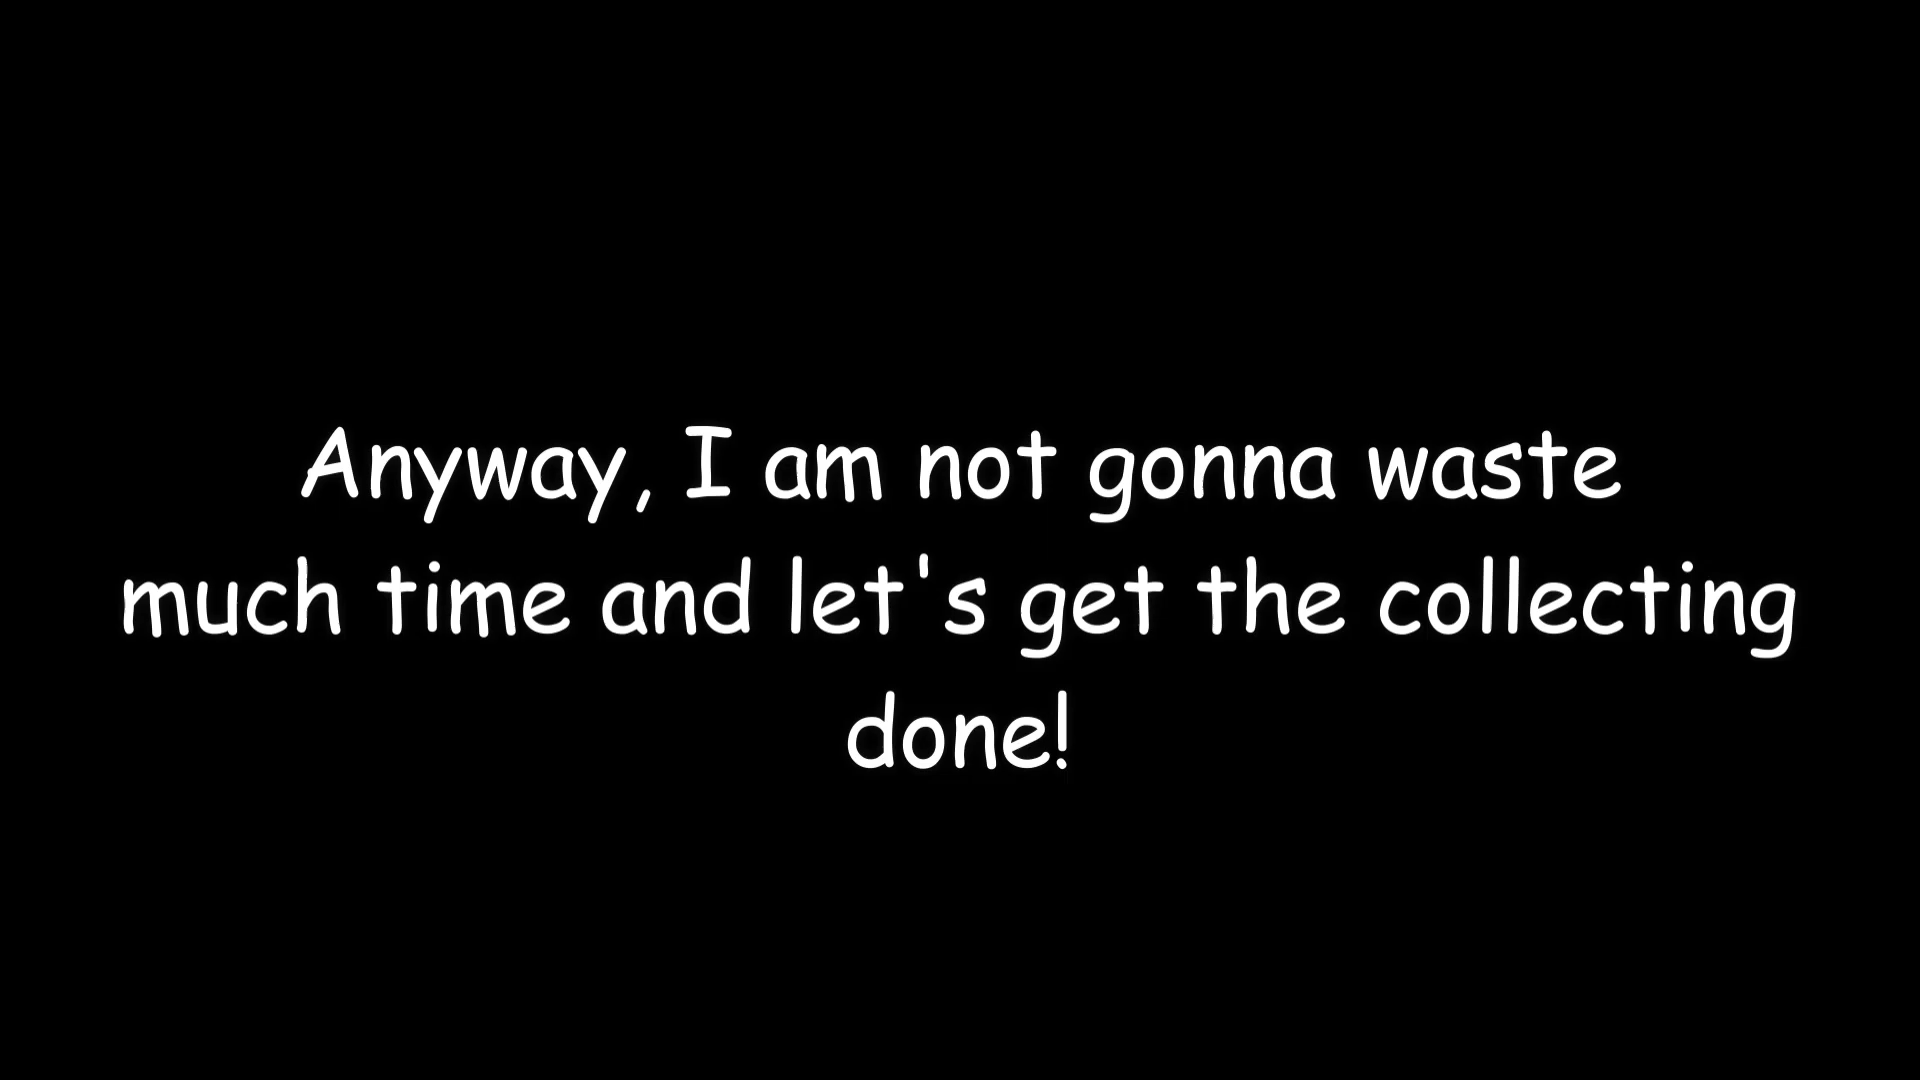 Anyway, I am not gonna waste
much time and let's get the collecting
done!